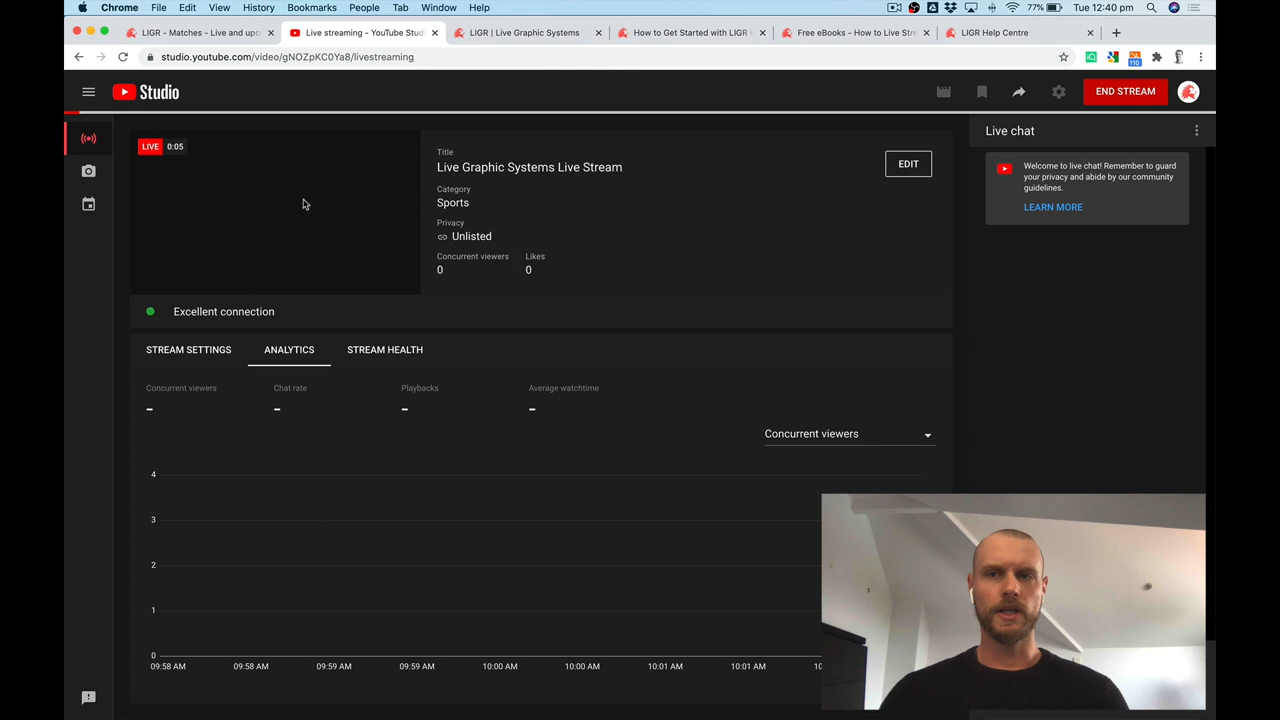 Chrome File Edit View History Bookmarks People Tab Window Help 77% Tue 12:40 pm
LIGR - Matches - Live and upc
Live streaming - YouTube Studi
LIGR | Live Graphic Systems
How to Get Started with LIGR
Free eBooks - How to Live Stre
LIGR Help Centre
studio.youtube.com/video/gNOZpKC0Ya8/livestreaming
110
Studio
END STREAM
LIVE 0:05
Title
Live Graphic Systems Live Stream
EDIT
Category
Sports
Privacy
Unlisted
Concurrent viewers Likes
0 0
Excellent connection
Live chat
Welcome to live chat! Remember to guard
your privacy and abide by our community
guidelines.
LEARN MORE
STREAM SETTINGS ANALYTICS STREAM HEALTH
Concurrent viewers Chat rate Playbacks Average watchtime
- - - -
Concurrent viewers
4
3
2
1
0
09:58 AM 09:58 AM 09:59 AM 09:59 AM 10:00 AM 10:00 AM 10:01 AM 10:01 AM